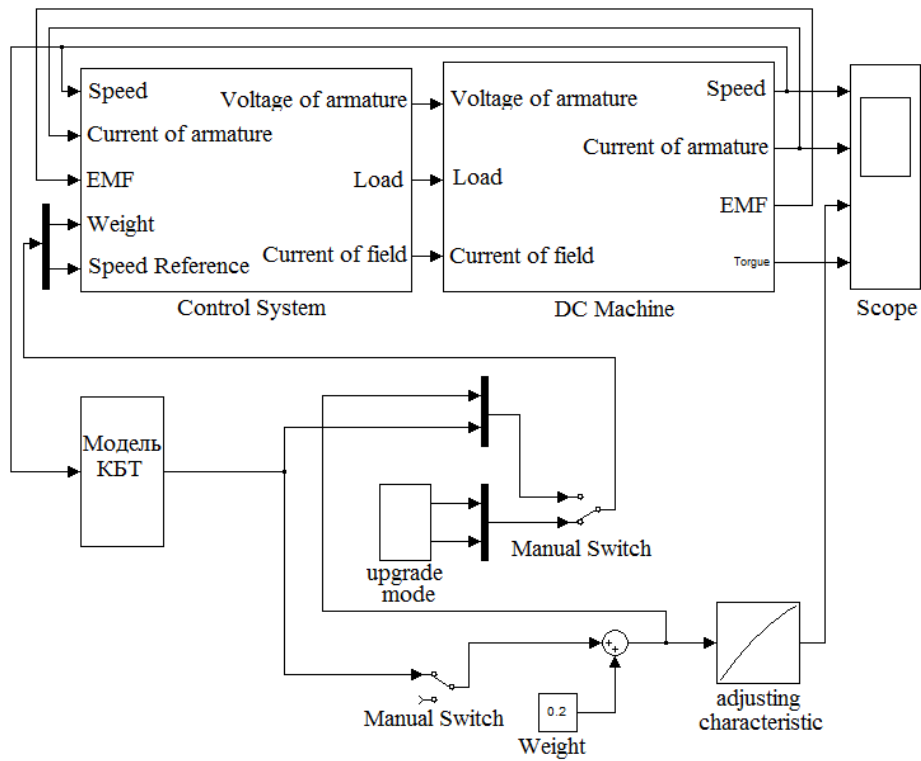 Speed
Current of armature
EMF
Weight
Speed Reference
Voltage of armature
Load
Current of field
Control System
Voltage of armature
Load
Current of field
Speed
Current of armature
EMF
Torgue
DC Machine
Scope
Модель
КБТ
upgrade
mode
Manual Switch
Manual Switch
0.2
Weight
adjusting
characteristic